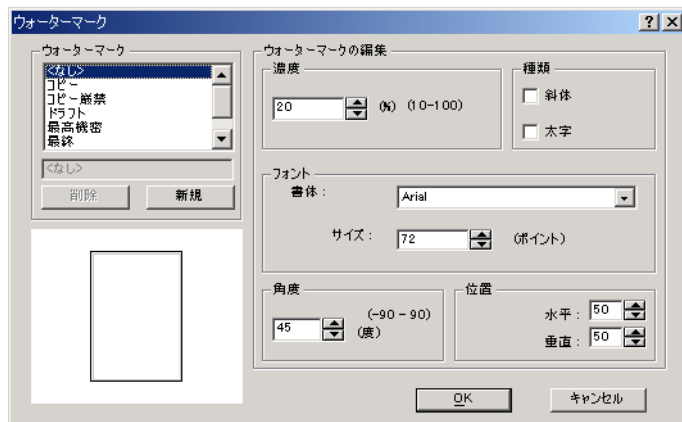 ウォーターマーク
ウォーターマーク
<なし>
コピー
コピー厳禁
ドラフト
最高機密
最終
<なし>
削除
新規
ウォーターマークの編集
濃度
20 (%) (10-100)
種類
斜体
太字
フォント
書体: Arial
サイズ: 72 (ポイント)
角度
45 (-90 - 90)
(度)
位置
水平: 50
垂直: 50
OK
キャンセル